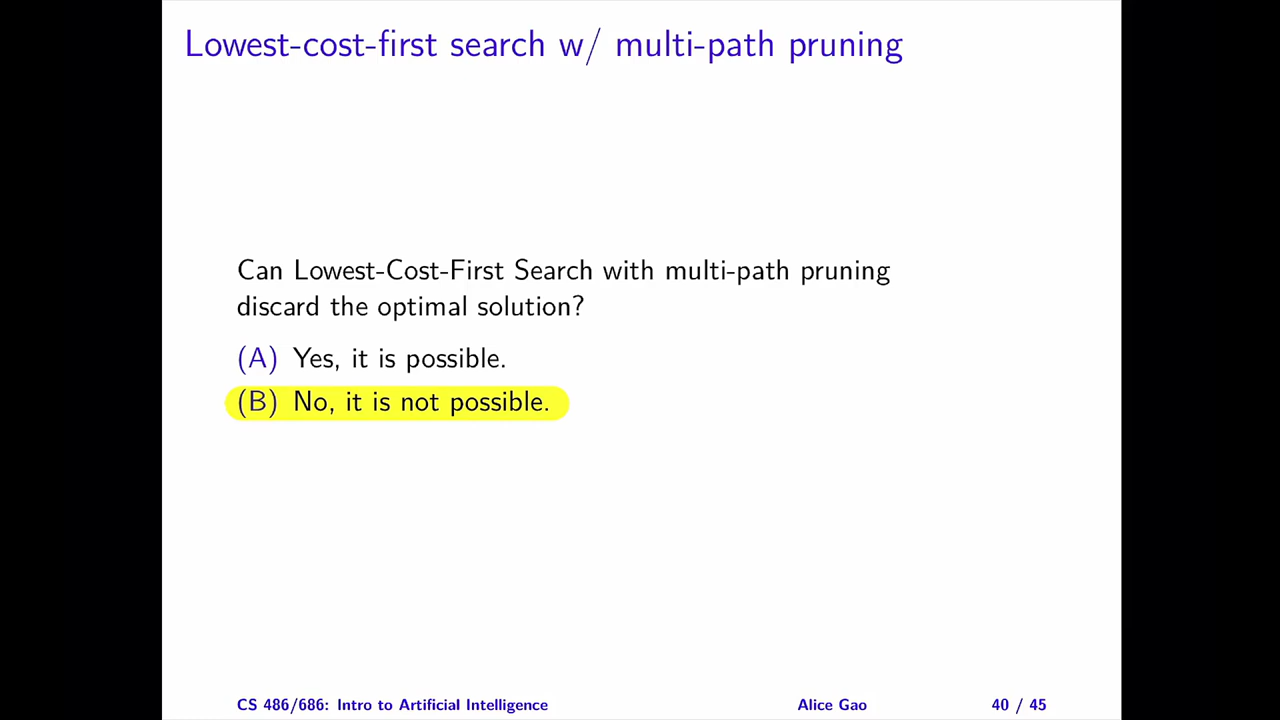 Lowest-cost-first search w/ multi-path pruning
Can Lowest-Cost-First Search with multi-path pruning
discard the optimal solution?
(A) Yes, it is possible.
(B) No, it is not possible.
CS 486/686: Intro to Artificial Intelligence Alice Gao 40 / 45